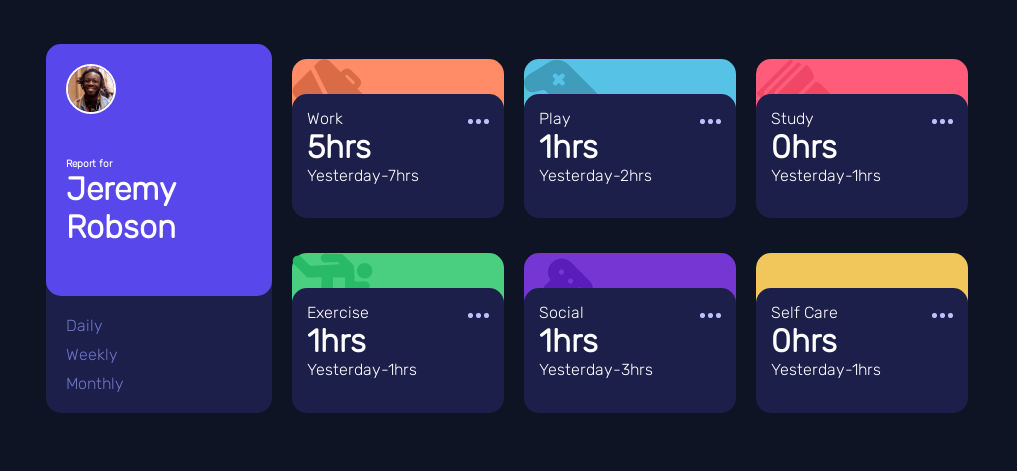 Report for
Jeremy
Robson
Daily
Weekly
Monthly
Work
5hrs
Yesterday-7hrs
Play
1hrs
Yesterday-2hrs
Study
0hrs
Yesterday-1hrs
Exercise
1hrs
Yesterday-1hrs
Social
1hrs
Yesterday-3hrs
Self Care
0hrs
Yesterday-1hrs